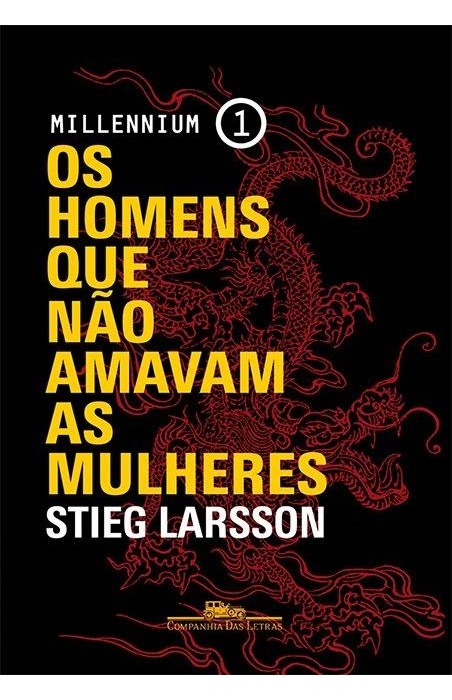 MILLENNIUM 1
OS
HOMENS
QUE
NÃO
AMAVAM
AS
MULHERES
STIEG LARSSON
COMPANHIA DAS LETRAS